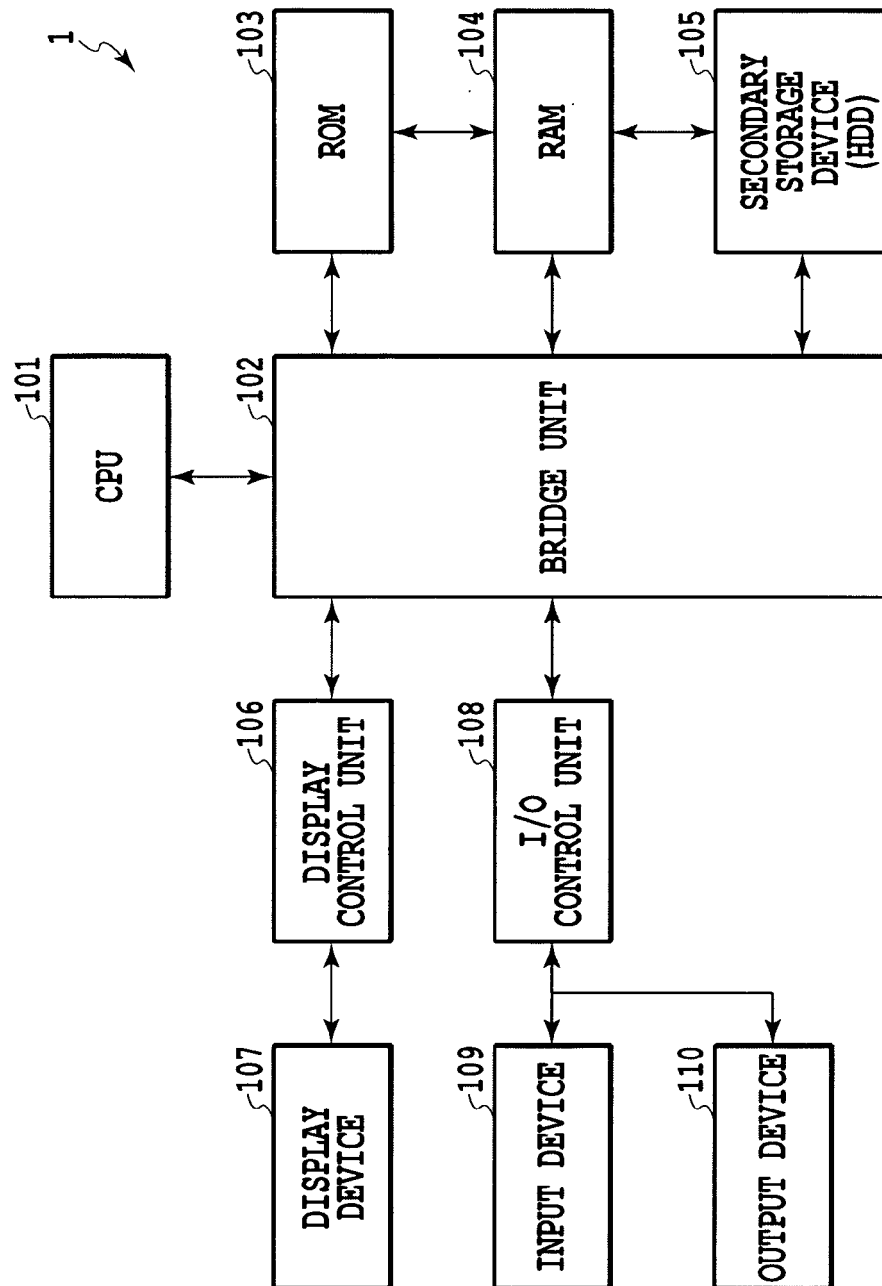 1
101
CPU
102
BRIDGE UNIT
103
ROM
104
RAM
105
SECONDARY
STORAGE
DEVICE
(HDD)
106
DISPLAY
CONTROL UNIT
107
DISPLAY
DEVICE
108
I/O
CONTROL UNIT
109
INPUT DEVICE
110
OUTPUT DEVICE